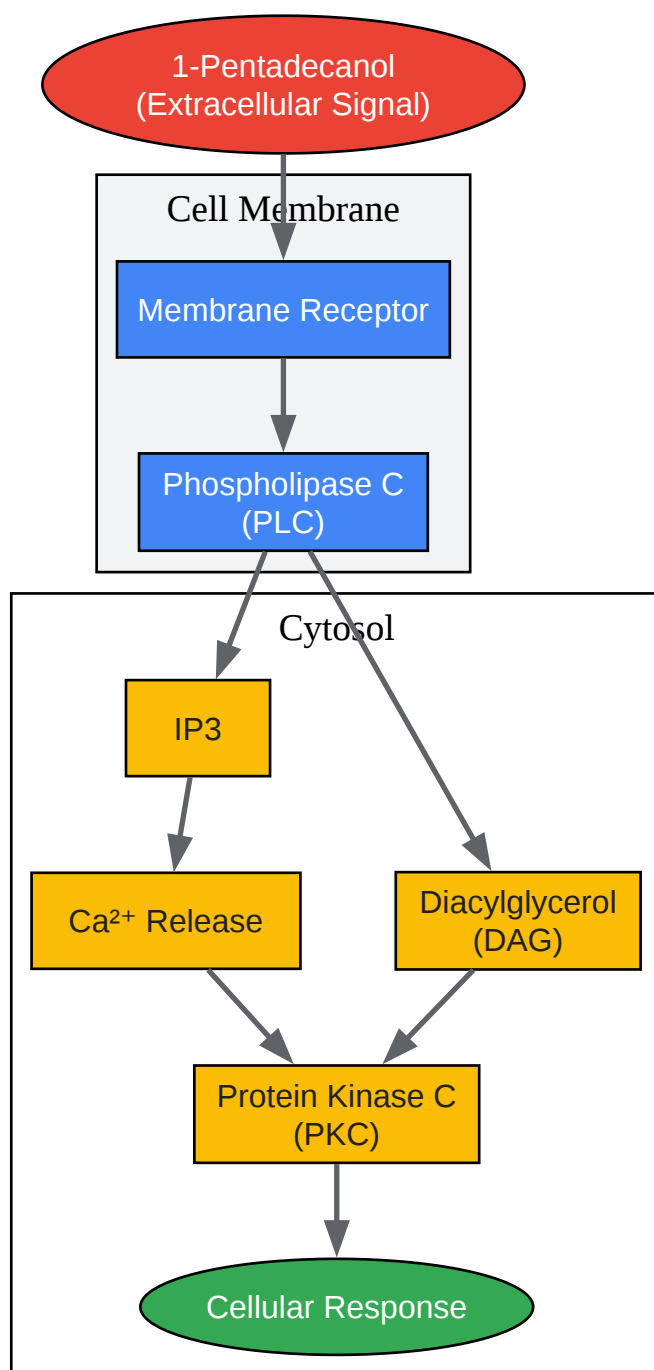 1-Pentadecanol
(Extracellular Signal)
Cell Membrane
Membrane Receptor
Phospholipase C
(PLC)
Cytosol
IP3
Ca²⁺ Release
Diacylglycerol
(DAG)
Protein Kinase C
(PKC)
Cellular Response